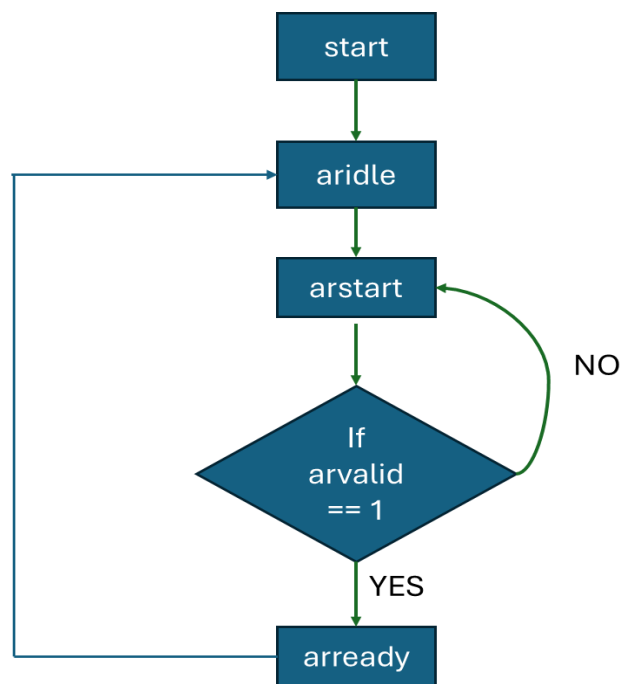 start
aridle
arstart
NO
If
arvalid
== 1
YES
arready